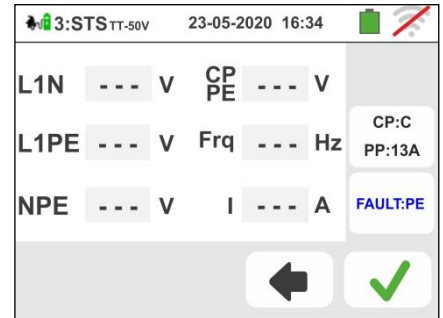 3:STS TT-50V 23-05-2020 16:34
L1N - - - V CP PE - - - V
L1PE - - - V Frq - - - Hz
NPE - - - V I - - - A
CP:C
PP:13A
FAULT:PE